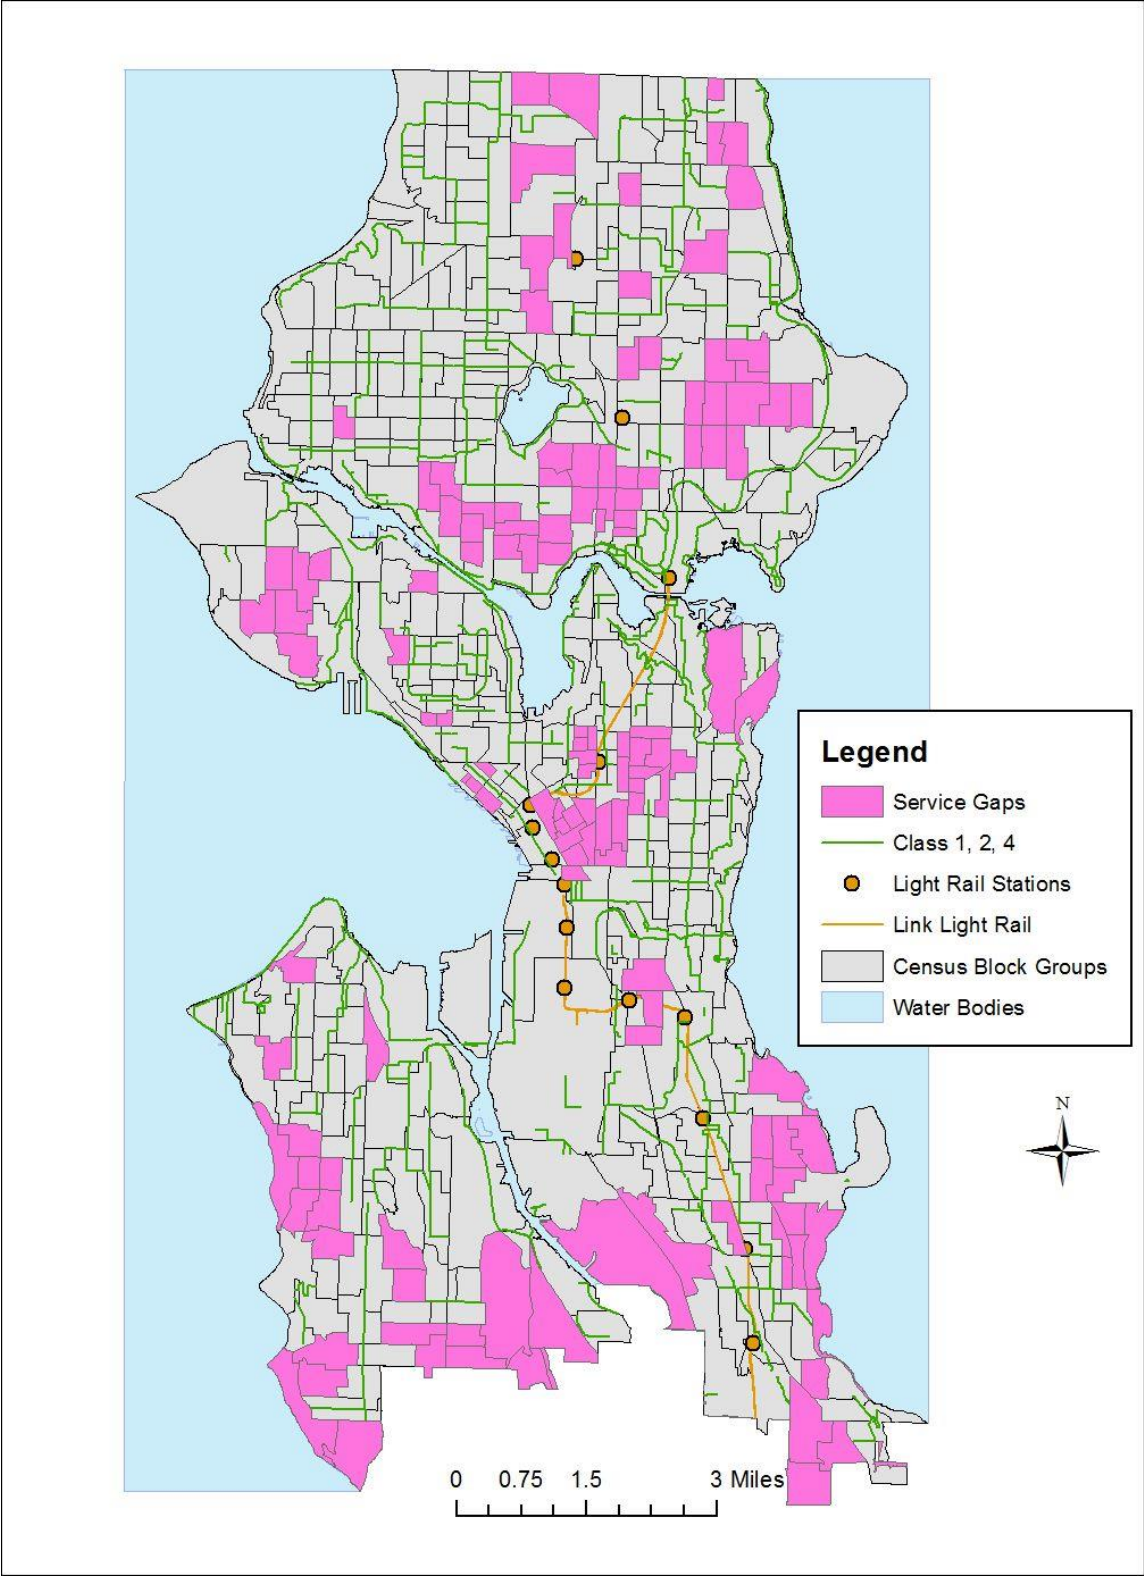 Legend
Service Gaps
Class 1, 2, 4
Light Rail Stations
Link Light Rail
Census Block Groups
Water Bodies
N
0 0.75 1.5 3 Miles